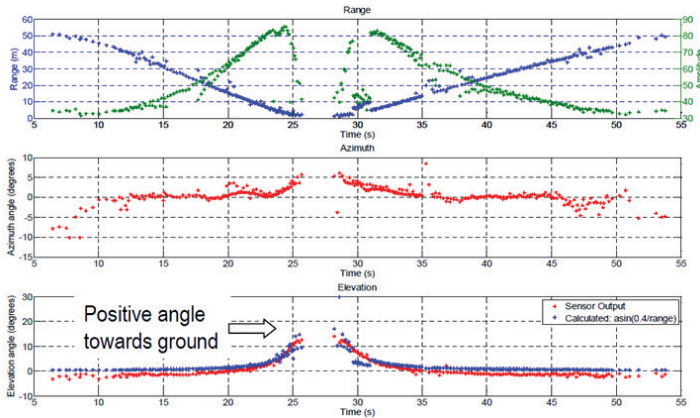 Range
60
50
40
30
20
10
0
Range (m)
90
80
70
60
50
40
30
Amplitude
5 10 15 20 25 30 35 40 45 50 55
Time (s)
Azimuth
10
5
0
-5
-10
-15
Azimuth angle (degrees)
5 10 15 20 25 30 35 40 45 50 55
Time (s)
Elevation
30
20
10
0
-10
Elevation angle (degrees)
Positive angle
towards ground
Sensor Output
Calculated: asin(0.4/range)
5 10 15 20 25 30 35 40 45 50 55
Time (s)